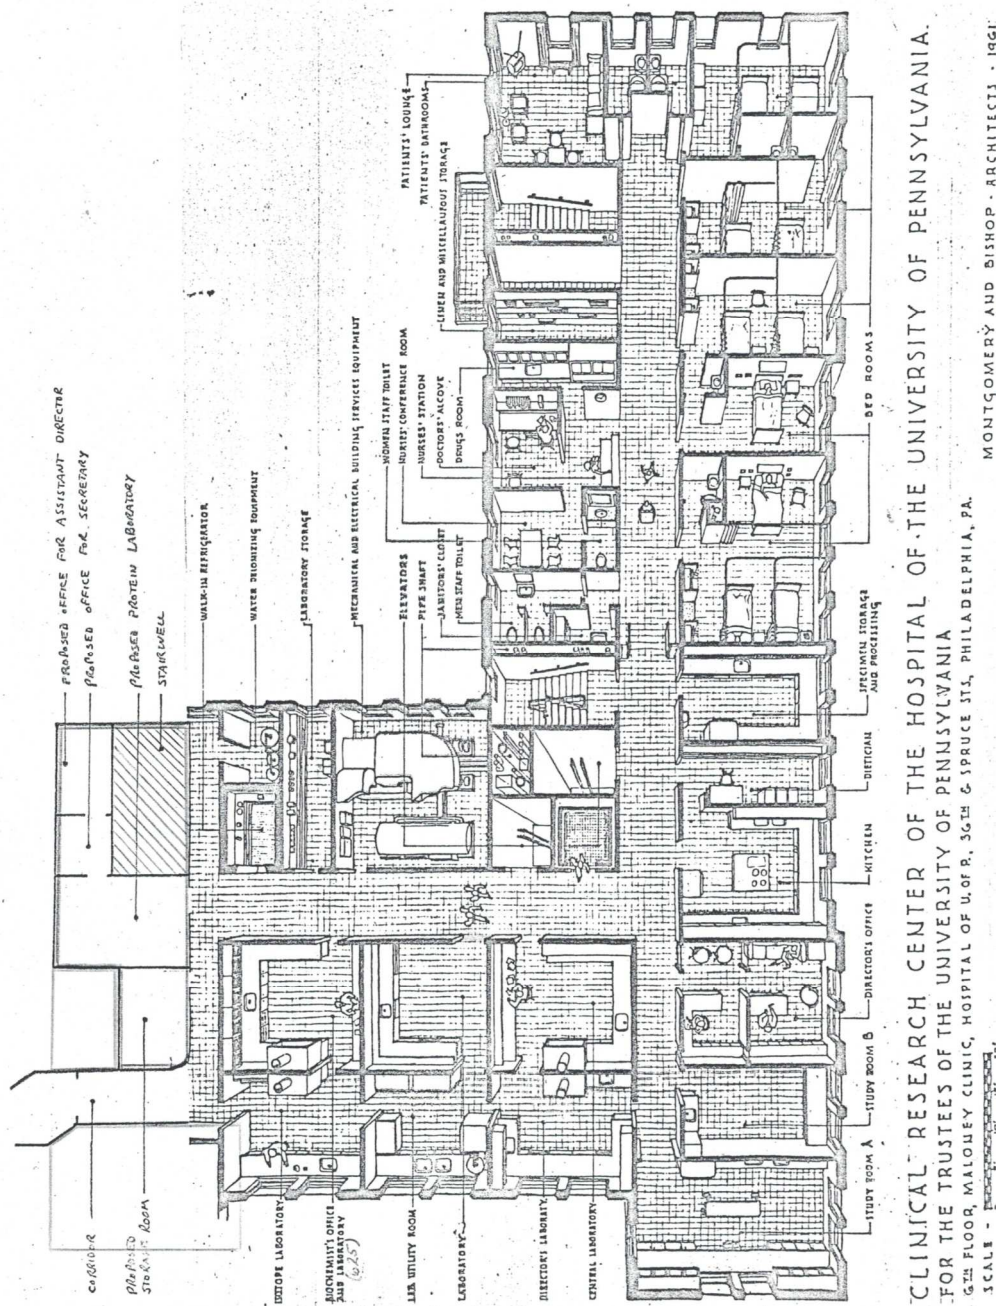 PROPOSED OFFICE FOR ASSISTANT DIRECTOR
PROPOSED OFFICE FOR SECRETARY
PROPOSED PROTEIN LABORATORY
STAIRWELL
WALK-IN REFRIGERATOR
WATER DEIONIZING EQUIPMENT
LABORATORY STORAGE
MECHANICAL AND ELECTRICAL BUILDING SERVICES EQUIPMENT
ELEVATORS
PIPE SHAFT
JANITORS' CLOSET
MEN STAFF TOILET
WOMEN STAFF TOILET
NURSES' CONFERENCE ROOM
NURSES' STATION
DOCTORS' ALCOVE
DRUGS ROOM
LINEN AND MISCELLANEOUS STORAGE
PATIENTS' LOUNGE
PATIENTS' BATHROOMS
CORRIDOR
PROPOSED
STORAGE ROOM
ISOTOPE LABORATORY
BIOCHEMIST'S OFFICE
AND LABORATORY
LAB UTILITY ROOM
LABORATORY
DIRECTOR'S LABORATY.
CENTRAL LABORATORY
STUDY ROOM A
STUDY ROOM B
DIRECTOR'S OFFICE
KITCHEN
DIETICIAN
SPECIMEN STORAGE
AND PROCESSING
BED ROOMS
CLINICAL RESEARCH CENTER OF THE HOSPITAL OF THE UNIVERSITY OF PENNSYLVANIA.
FOR THE TRUSTEES OF THE UNIVERSITY OF PENNSYLVANIA
6TH FLOOR, MALONEY CLINIC, HOSPITAL OF U. OF P., 36TH & SPRUCE STS, PHILADELPHIA, PA.
SCALE -
MONTGOMERY AND BISHOP · ARCHITECTS · 1961